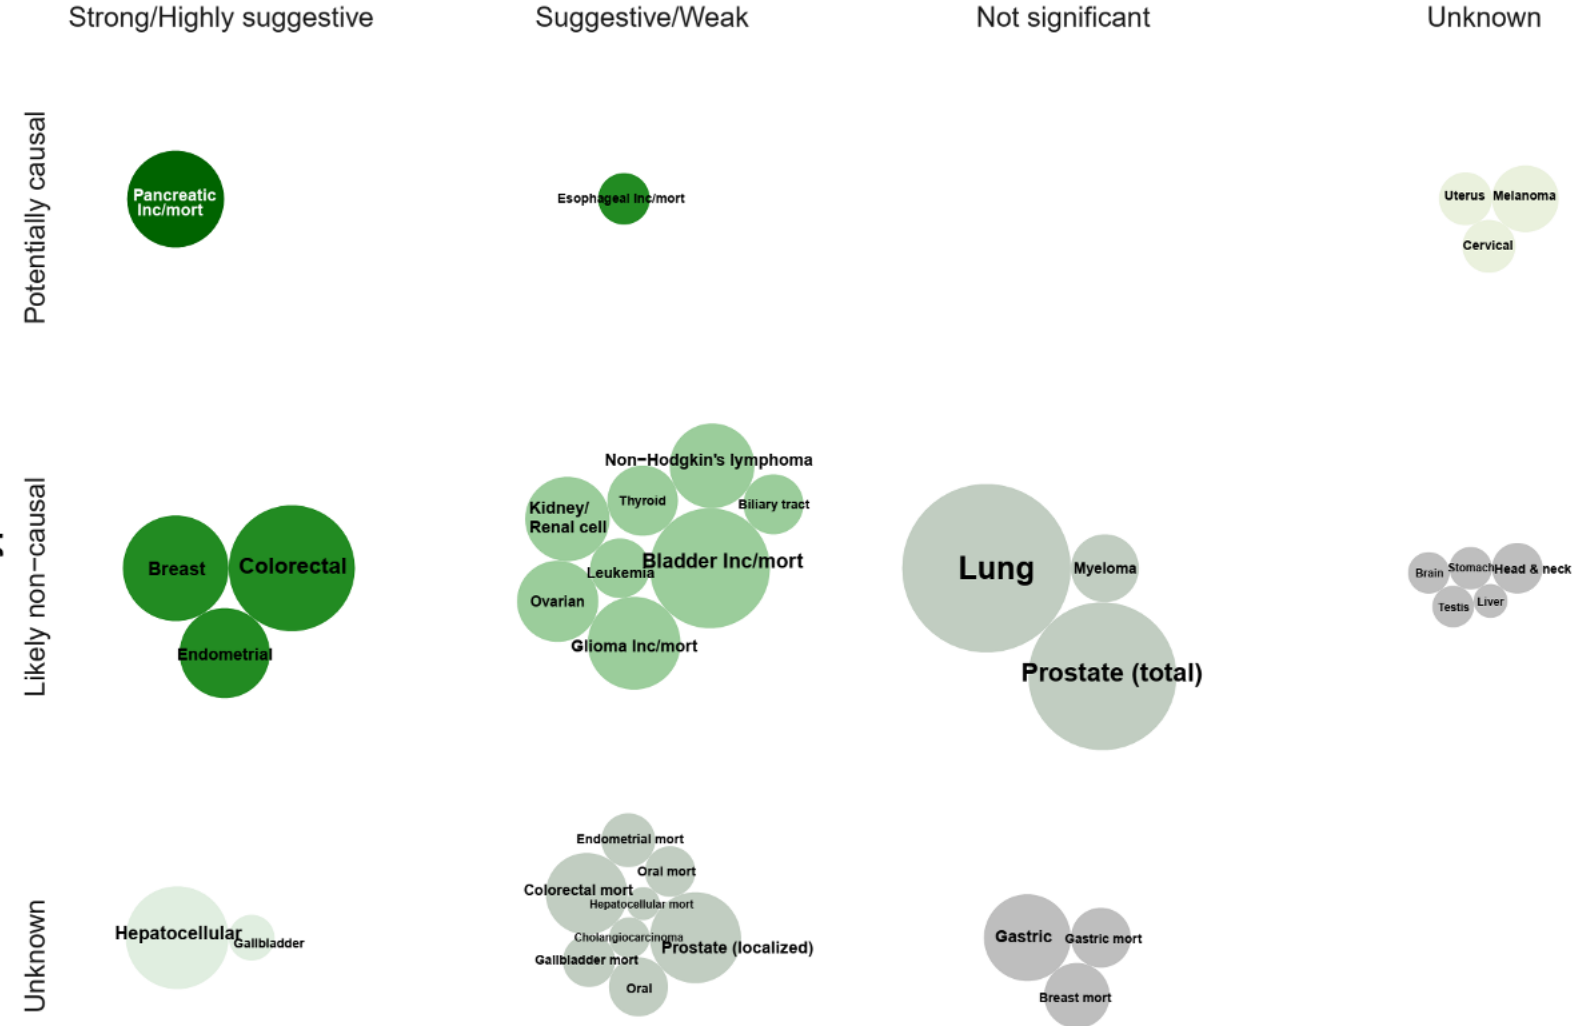 Strong/Highly suggestive
Suggestive/Weak
Not significant
Unknown
Potentially causal
Pancreatic
Inc/mort
Esophageal Inc/mort
Uterus
Melanoma
Cervical
Likely non−causal
Breast
Colorectal
Endometrial
Non−Hodgkin's lymphoma
Kidney/
Renal cell
Thyroid
Biliary tract
Leukemia
Bladder Inc/mort
Ovarian
Glioma Inc/mort
Lung
Myeloma
Prostate (total)
Brain
Stomach
Head & neck
Testis
Liver
Unknown
Hepatocellular
Gallbladder
Endometrial mort
Oral mort
Colorectal mort
Hepatocellular mort
Cholangiocarcinoma
Prostate (localized)
Gallbladder mort
Oral
Gastric
Gastric mort
Breast mort